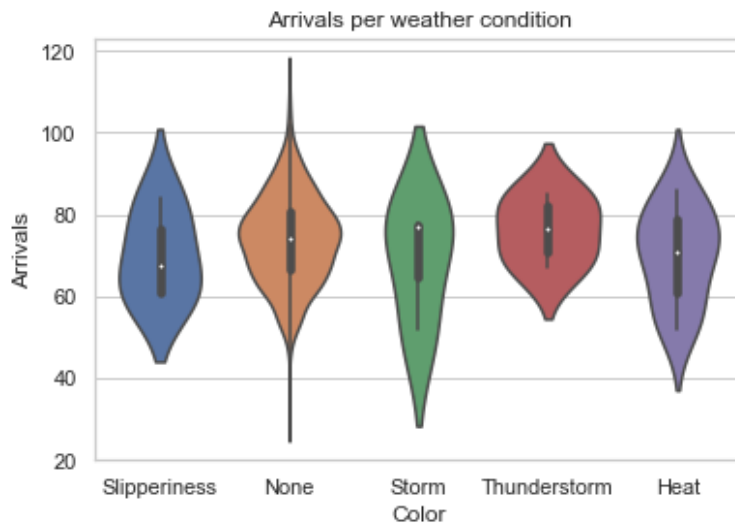 Arrivals per weather condition
120
100
80
60
40
20
Arrivals
Slipperiness None Storm Thunderstorm Heat
Color